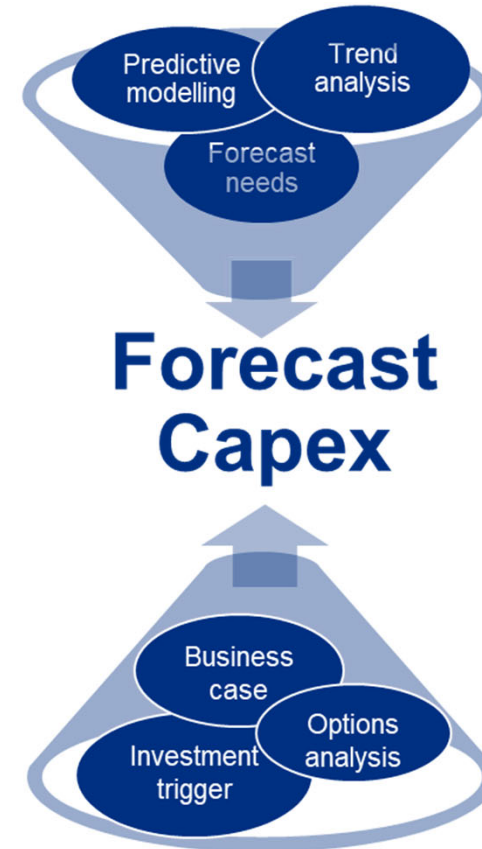 Predictive
modelling
Trend
analysis
Forecast
needs
Forecast
Capex
Business
case
Options
analysis
Investment
trigger